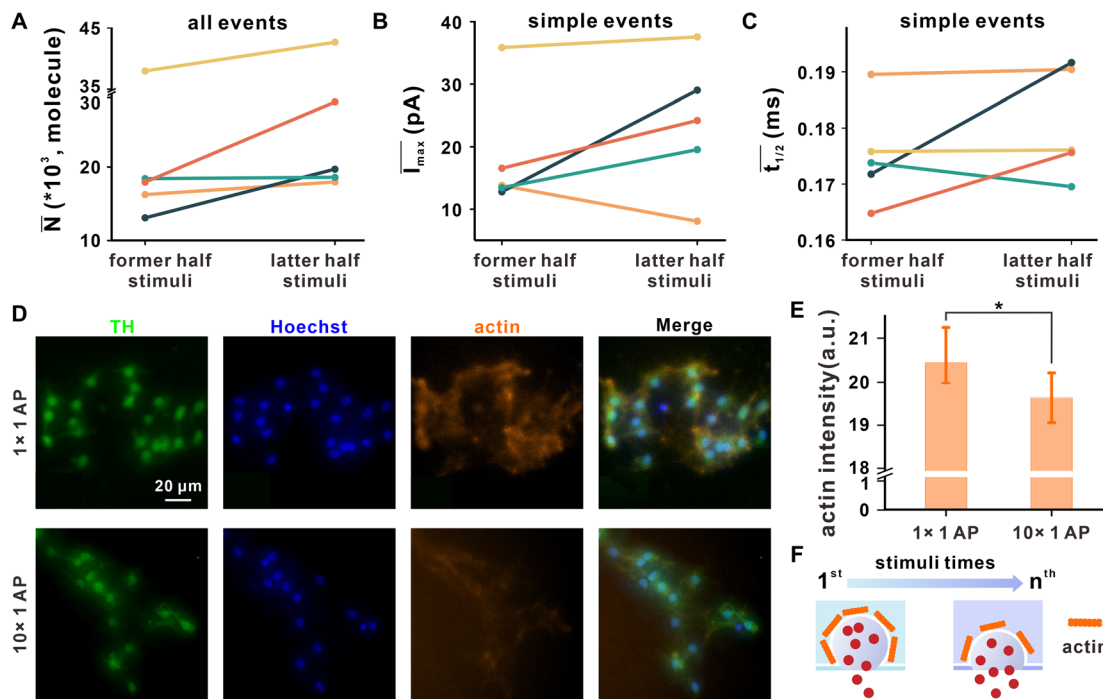 A
all events
45
35
30
20
10
N (*10³, molecule)
former half
stimuli
latter half
stimuli
B
simple events
40
30
20
10
I max (pA)
former half
stimuli
latter half
stimuli
C
simple events
0.19
0.18
0.17
0.16
t 1/2 (ms)
former half
stimuli
latter half
stimuli
D
TH
Hoechst
actin
Merge
1× 1 AP
20 μm
10× 1 AP
E
*
21
20
19
18
1
0
actin intensity(a.u.)
1× 1 AP
10× 1 AP
F
stimuli times
1st
nth
actin